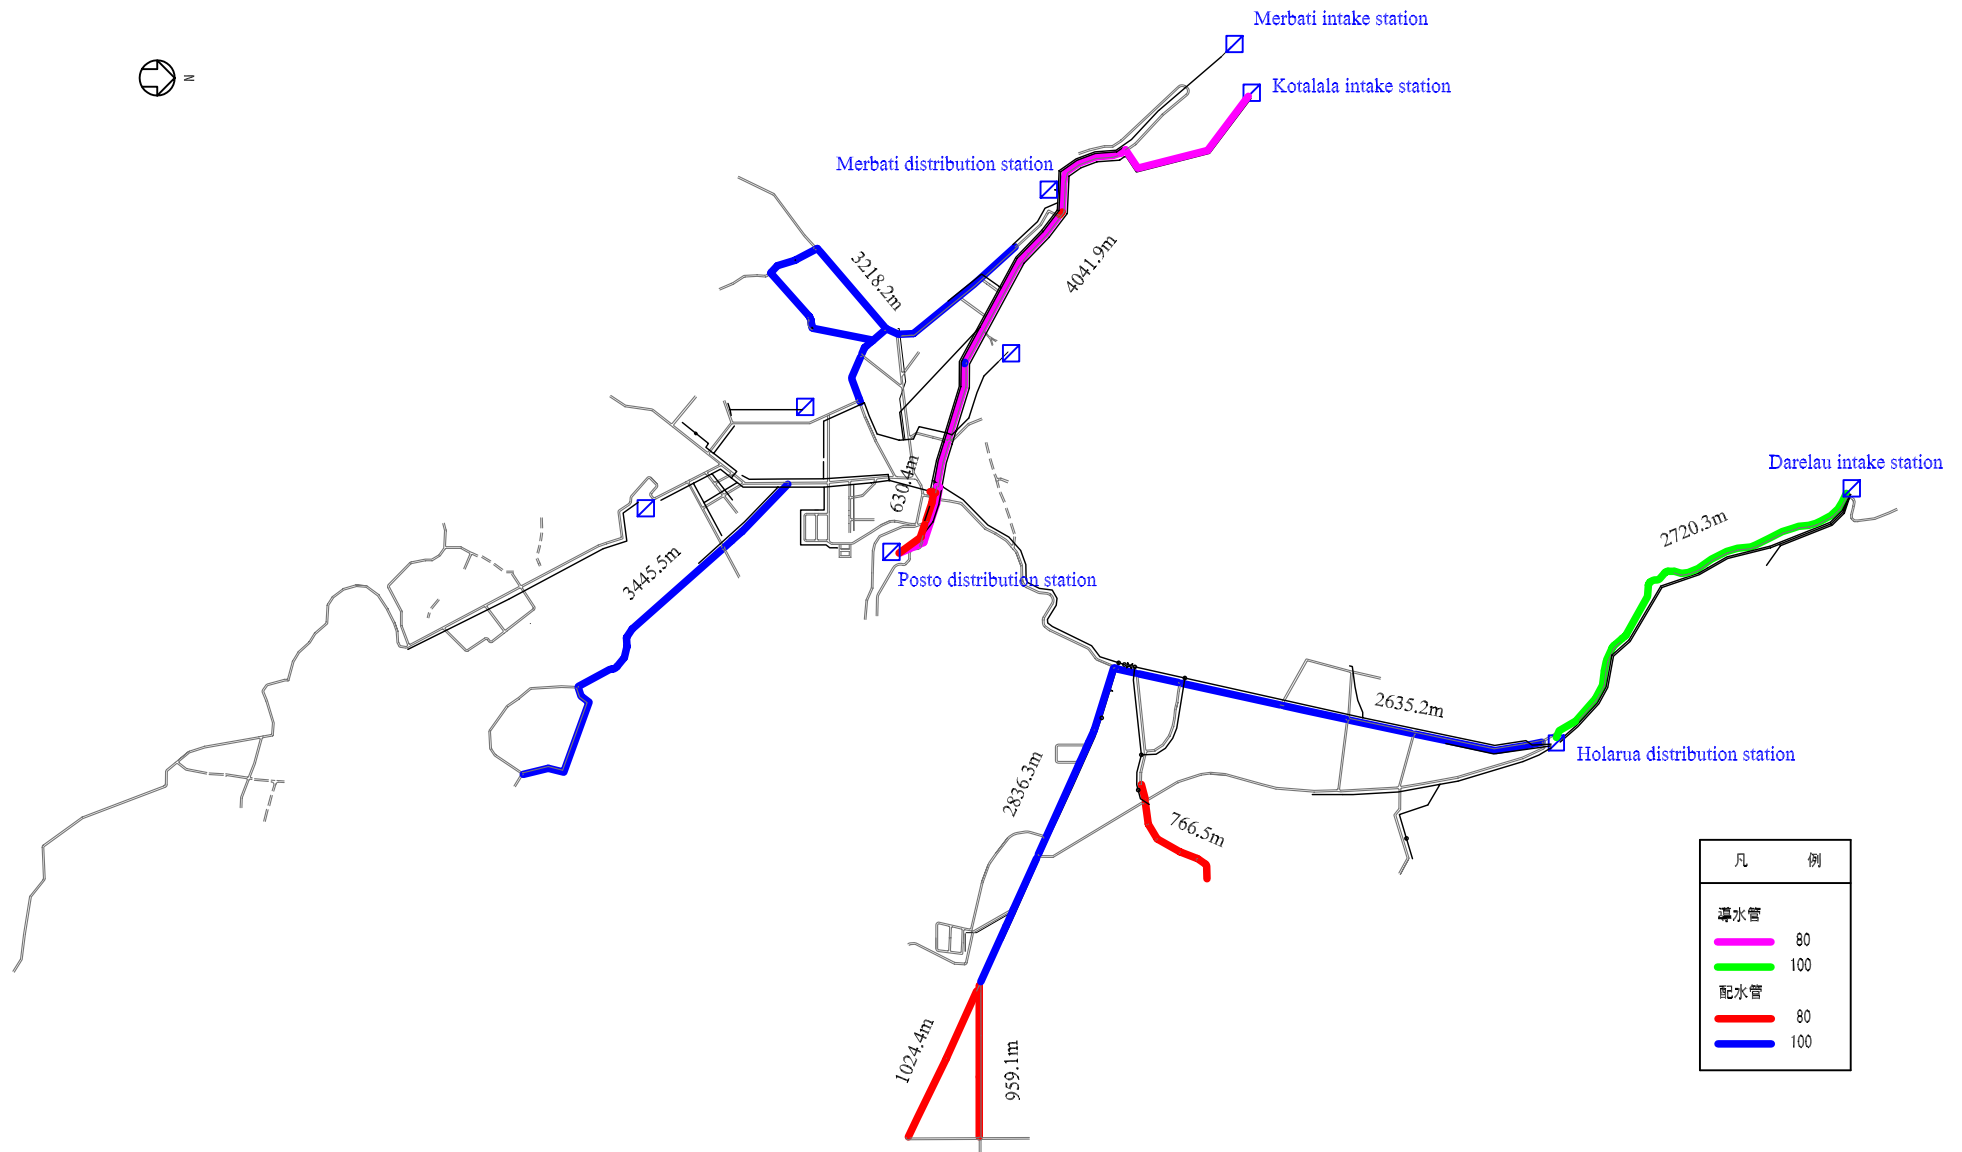 Merbati intake station
N
Kotalala intake station
Merbati distribution station
4041.9m
3218.2m
630.4m
Darelau intake station
2720.3m
3445.5m
Posto distribution station
2635.2m
Holarua distribution station
2836.3m
766.5m
1024.4m
959.1m
凡 例
導水管
80
100
配水管
80
100